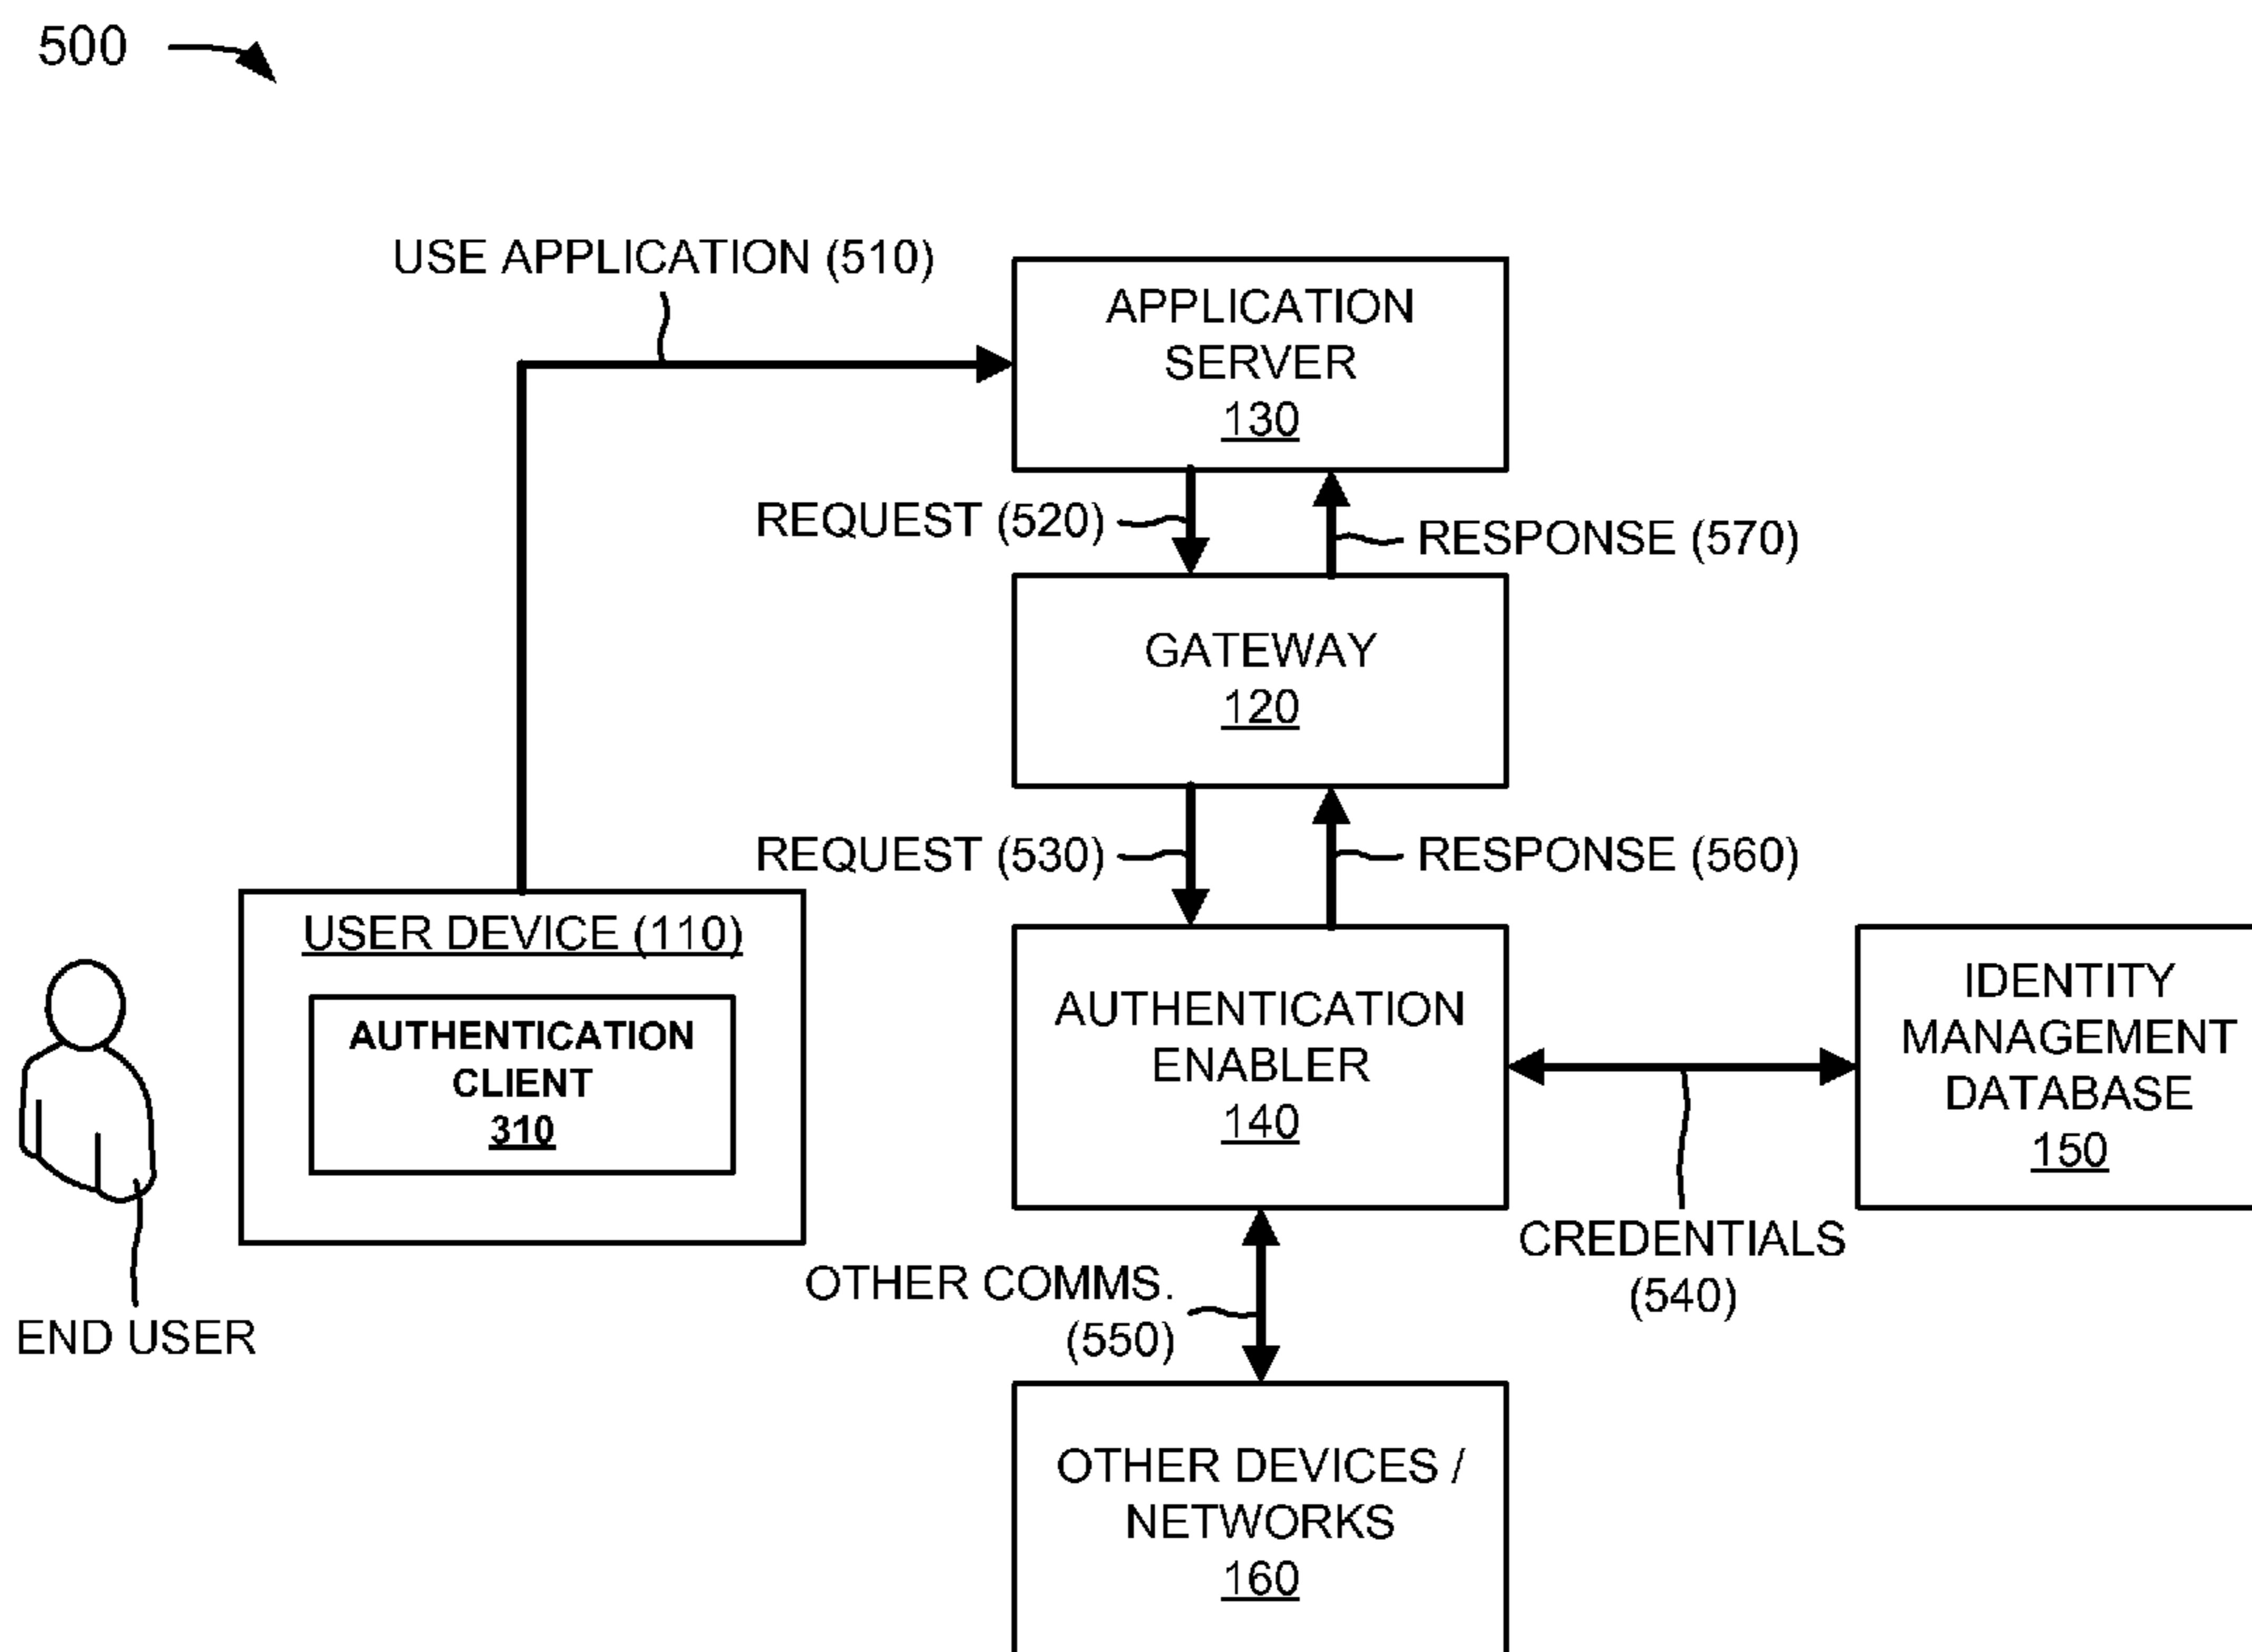 500
USE APPLICATION (510)
APPLICATION
SERVER
130
REQUEST (520)
RESPONSE (570)
GATEWAY
120
REQUEST (530)
RESPONSE (560)
USER DEVICE (110)
AUTHENTICATION
CLIENT
310
END USER
AUTHENTICATION
ENABLER
140
IDENTITY
MANAGEMENT
DATABASE
150
CREDENTIALS
(540)
OTHER COMMS.
(550)
OTHER DEVICES /
NETWORKS
160